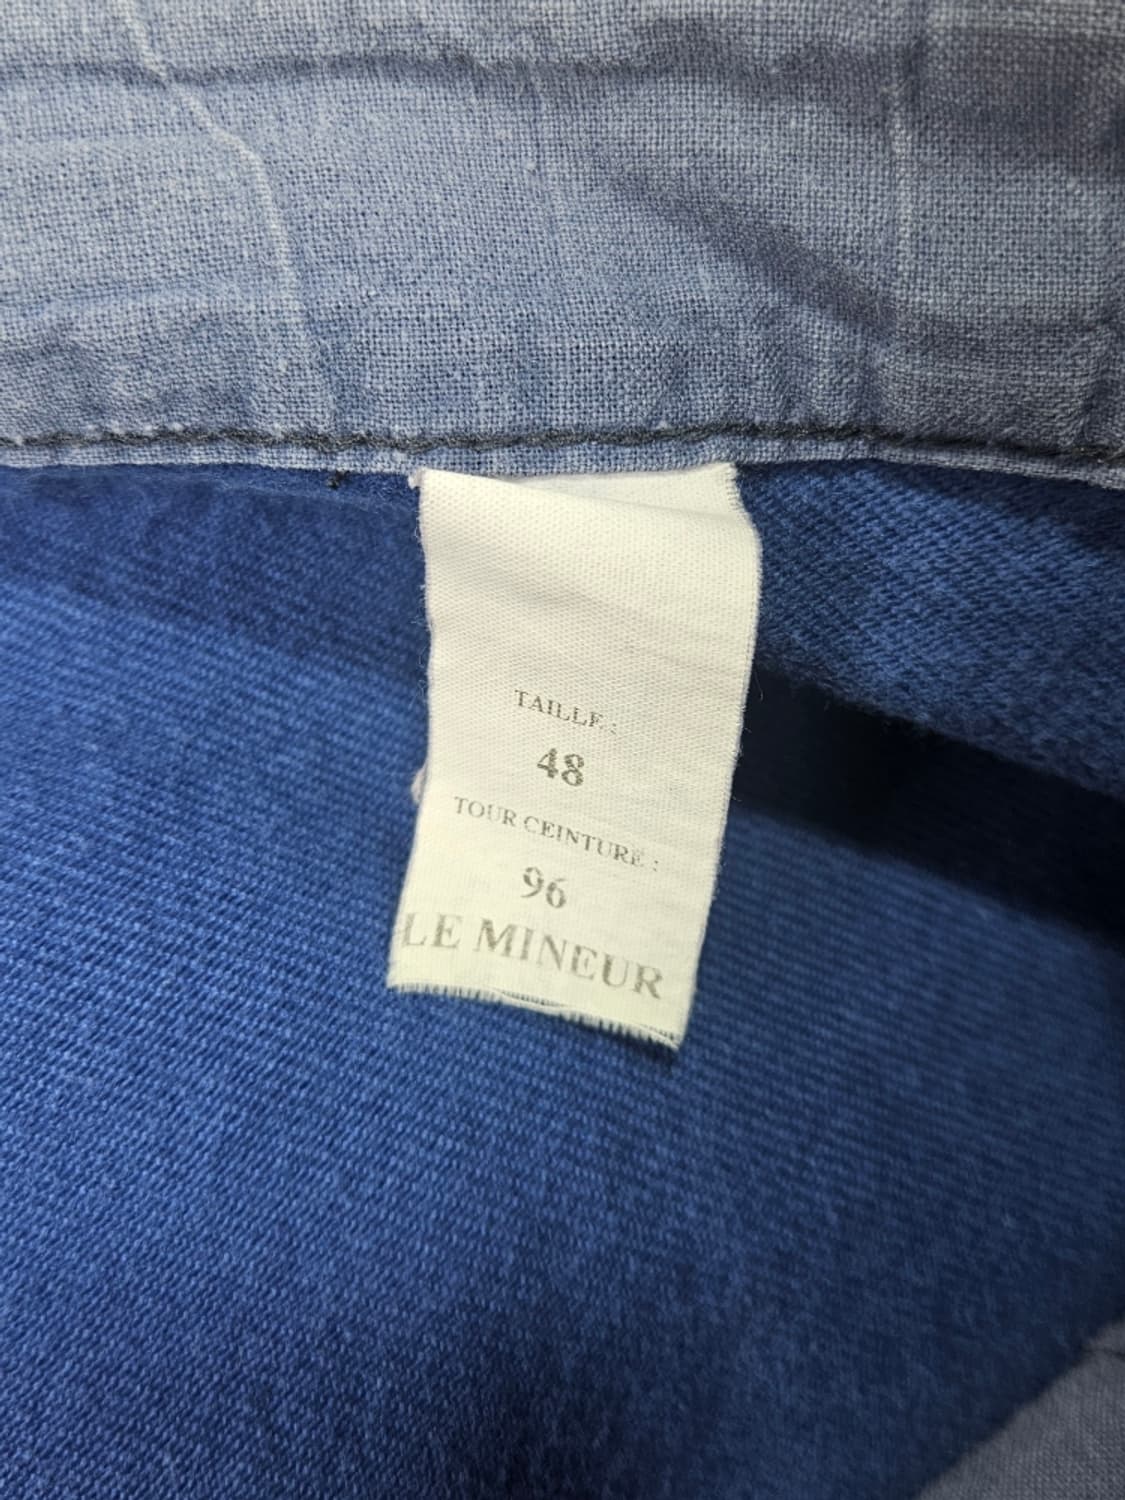 TAILLE :
48
TOUR CEINTURE :
96
LE MINEUR